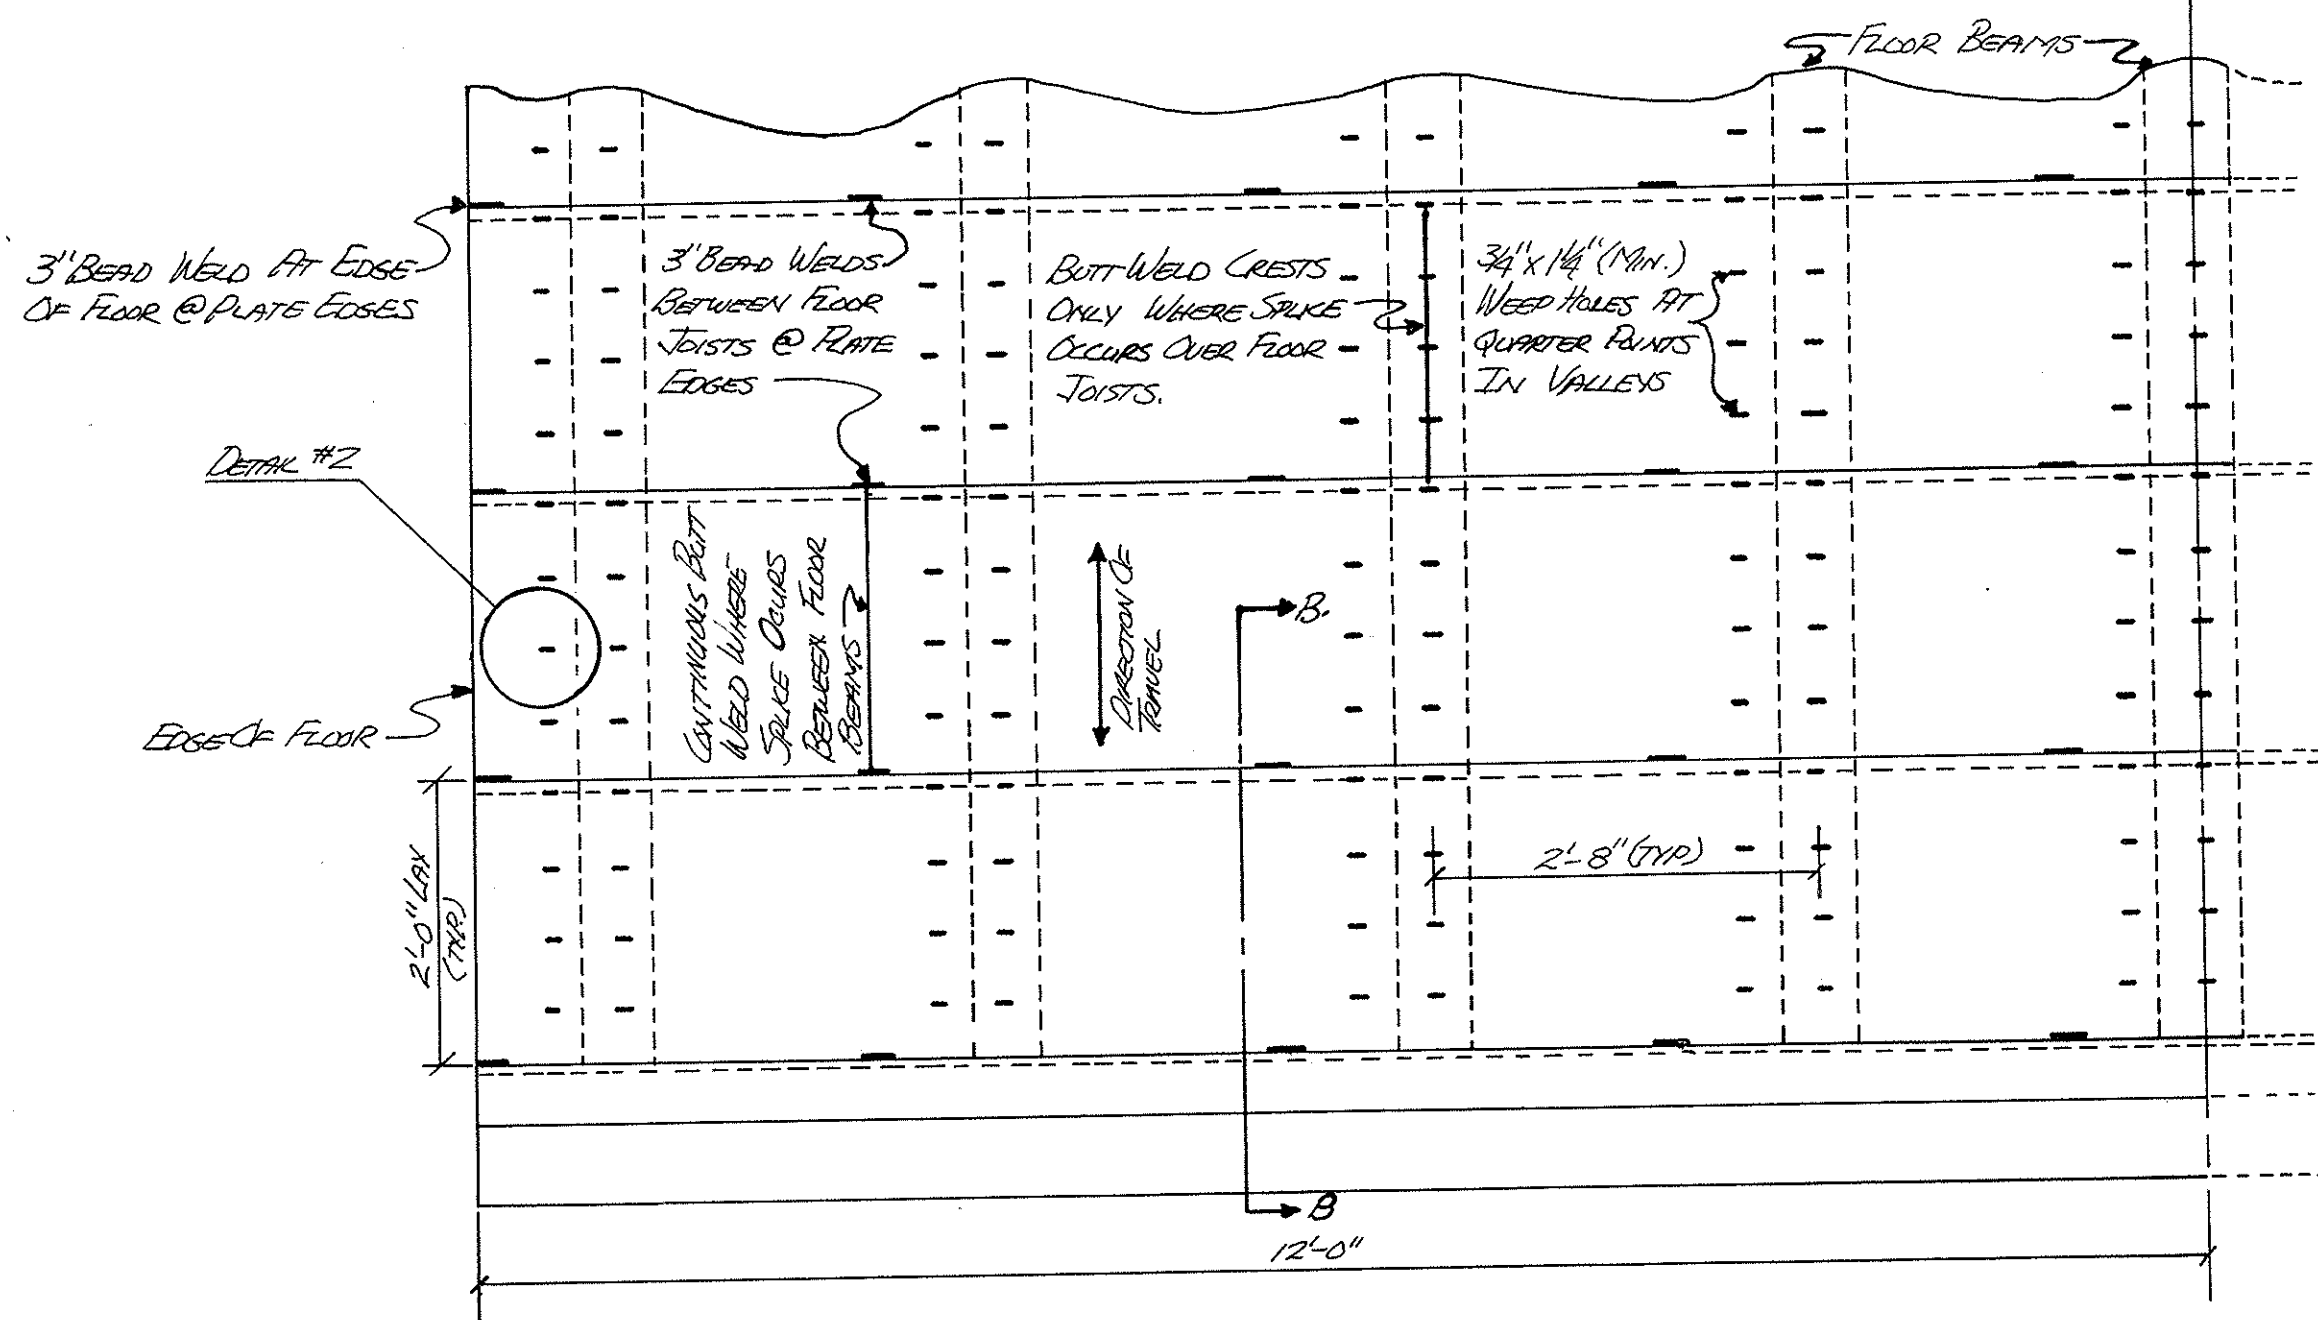 FLOOR BEAMS
3" BEAD WELD AT EDGE
OF FLOOR @ PLATE EDGES
3" BEAD WELDS
BETWEEN FLOOR
JOISTS @ PLATE
EDGES
BUTT WELD CRESTS
ONLY WHERE SPLICE
OCCURS OVER FLOOR
JOISTS.
3/4" X 1 1/4" (MIN.)
WEEP HOLES AT
QUARTER POINTS
IN VALLEYS
DETAIL #2
CONTINUOUS BUTT
WELD WHERE
SPLICE OCCURS
BETWEEN FLOOR
BEAMS
DIRECTION OF
TRAVEL
B.
EDGE OF FLOOR
2'-0" LAY
(TYP.)
2'-8" (TYP.)
B
12'-0"